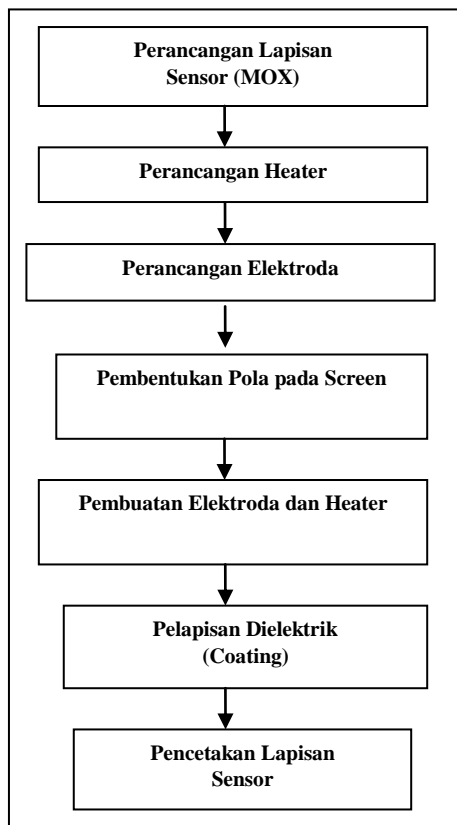 Perancangan Lapisan
Sensor (MOX)
Perancangan Heater
Perancangan Elektroda
Pembentukan Pola pada Screen
Pembuatan Elektroda dan Heater
Pelapisan Dielektrik
(Coating)
Pencetakan Lapisan
Sensor